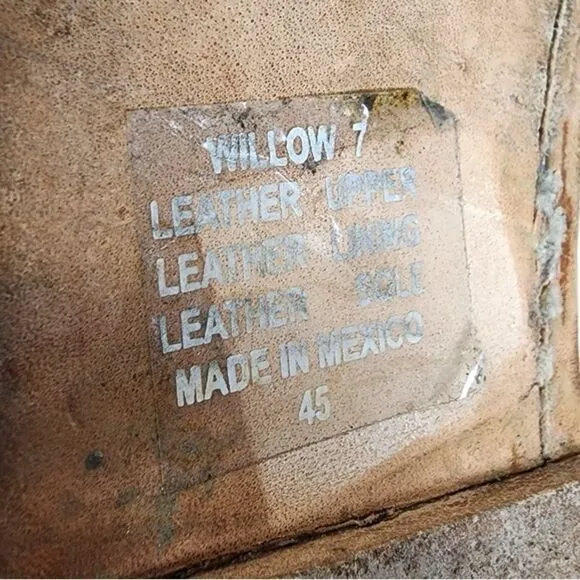 WILLOW 7
LEATHER UPPER
LEATHER LINING
LEATHER SOLE
MADE IN MEXICO
45